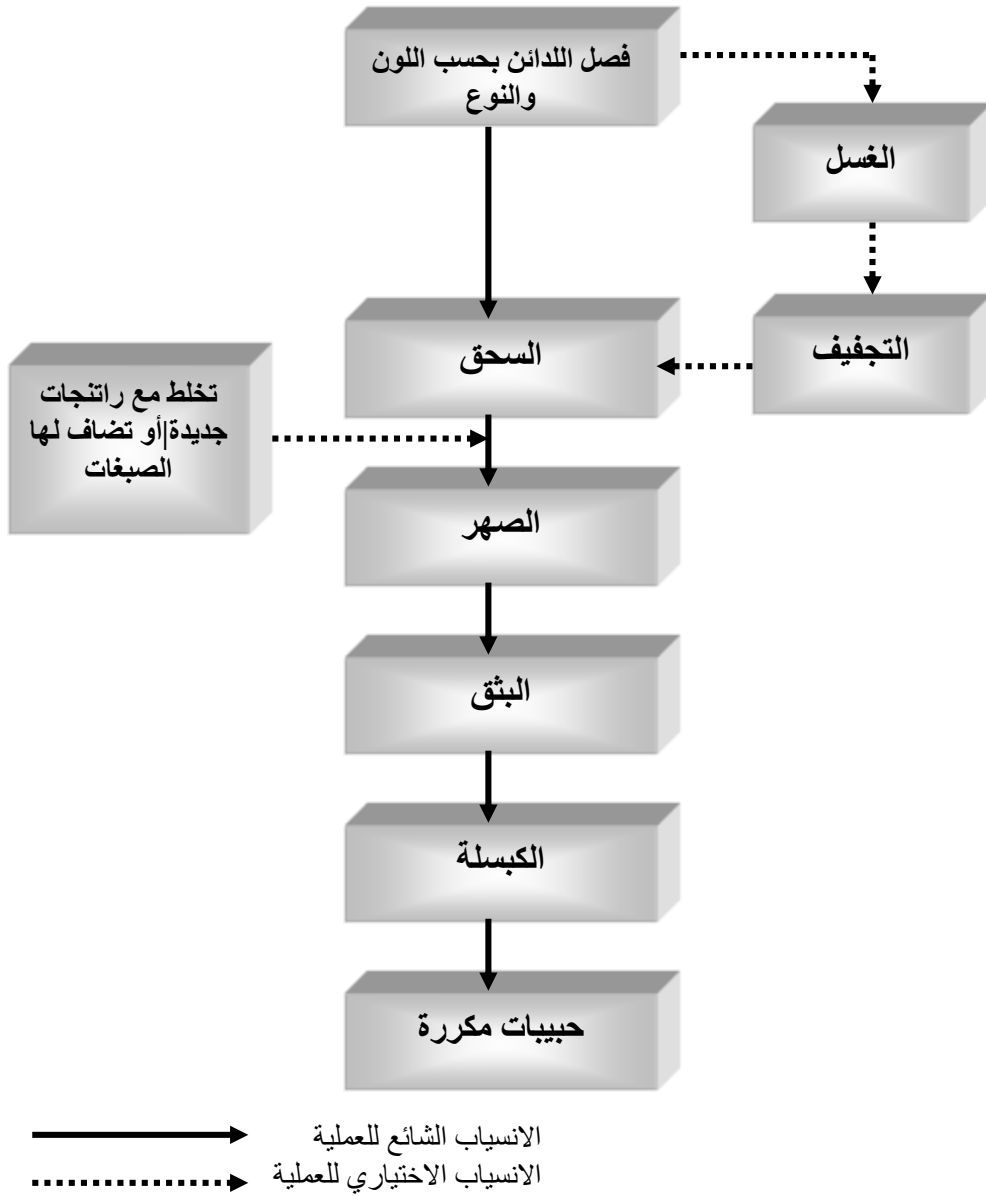 فصل اللدائن بحسب اللون
والنوع
الغسل
التجفيف
السحق
تخلط مع راتنجات
جديدة|أو تضاف لها
الصبغات
الصهر
البثق
الكبسلة
حبيبات مكررة
الانسياب الشائع للعملية
الانسياب الاختياري للعملية